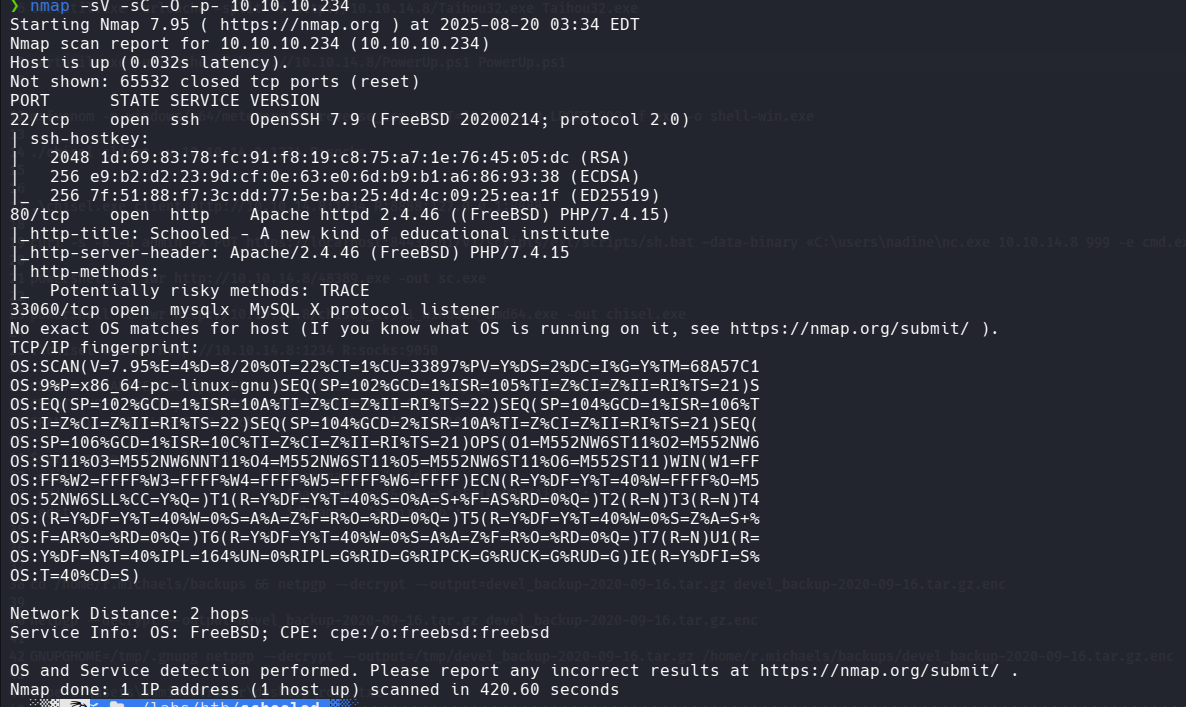 ❯ nmap -sV -sC -O -p- 10.10.10.234
Starting Nmap 7.95 ( https://nmap.org ) at 2025-08-20 03:34 EDT
Nmap scan report for 10.10.10.234 (10.10.10.234)
Host is up (0.032s latency).
Not shown: 65532 closed tcp ports (reset)
PORT      STATE SERVICE VERSION
22/tcp    open  ssh     OpenSSH 7.9 (FreeBSD 20200214; protocol 2.0)
| ssh-hostkey:
|   2048 1d:69:83:78:fc:91:f8:19:c8:75:a7:1e:76:45:05:dc (RSA)
|   256 e9:b2:d2:23:9d:cf:0e:63:e0:6d:b9:b1:a6:86:93:38 (ECDSA)
|_  256 7f:51:88:f7:3c:dd:77:5e:ba:25:4d:4c:09:25:ea:1f (ED25519)
80/tcp    open  http    Apache httpd 2.4.46 ((FreeBSD) PHP/7.4.15)
|_http-title: Schooled - A new kind of educational institute
|_http-server-header: Apache/2.4.46 (FreeBSD) PHP/7.4.15
| http-methods:
|_  Potentially risky methods: TRACE
33060/tcp open  mysqlx  MySQL X protocol listener
No exact OS matches for host (If you know what OS is running on it, see https://nmap.org/submit/ ).
TCP/IP fingerprint:
OS:SCAN(V=7.95%E=4%D=8/20%OT=22%CT=1%CU=33897%PV=Y%DS=2%DC=I%G=Y%TM=68A57C1
OS:9%P=x86_64-pc-linux-gnu)SEQ(SP=102%GCD=1%ISR=105%TI=Z%CI=Z%II=RI%TS=21)S
OS:EQ(SP=102%GCD=1%ISR=10A%TI=Z%CI=Z%II=RI%TS=22)SEQ(SP=104%GCD=1%ISR=106%T
OS:I=Z%CI=Z%II=RI%TS=22)SEQ(SP=104%GCD=2%ISR=10A%TI=Z%CI=Z%II=RI%TS=21)SEQ(
OS:SP=106%GCD=1%ISR=10C%TI=Z%CI=Z%II=RI%TS=21)OPS(O1=M552NW6ST11%O2=M552NW6
OS:ST11%O3=M552NW6NNT11%O4=M552NW6ST11%O5=M552NW6ST11%O6=M552ST11)WIN(W1=FF
OS:FF%W2=FFFF%W3=FFFF%W4=FFFF%W5=FFFF%W6=FFFF)ECN(R=Y%DF=Y%T=40%W=FFFF%O=M5
OS:52NW6SLL%CC=Y%Q=)T1(R=Y%DF=Y%T=40%S=O%A=S+%F=AS%RD=0%Q=)T2(R=N)T3(R=N)T4
OS:(R=Y%DF=Y%T=40%W=0%S=A%A=Z%F=R%O=%RD=0%Q=)T5(R=Y%DF=Y%T=40%W=0%S=Z%A=S+%
OS:F=AR%O=%RD=0%Q=)T6(R=Y%DF=Y%T=40%W=0%S=A%A=Z%F=R%O=%RD=0%Q=)T7(R=N)U1(R=
OS:Y%DF=N%T=40%IPL=164%UN=0%RIPL=G%RID=G%RIPCK=G%RUCK=G%RUD=G)IE(R=Y%DFI=S%
OS:T=40%CD=S)
Network Distance: 2 hops
Service Info: OS: FreeBSD; CPE: cpe:/o:freebsd:freebsd
OS and Service detection performed. Please report any incorrect results at https://nmap.org/submit/ .
Nmap done: 1 IP address (1 host up) scanned in 420.60 seconds